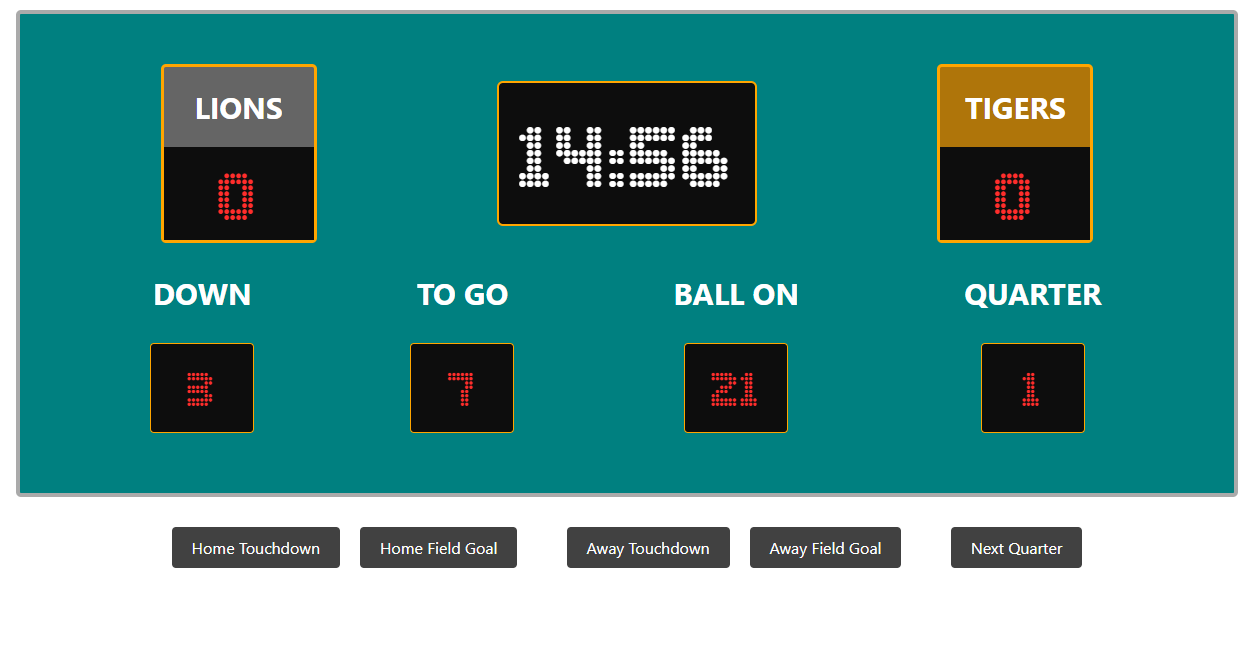 LIONS
14:56
TIGERS
0
0
DOWN
TO GO
BALL ON
QUARTER
3
7
21
1
Home Touchdown
Home Field Goal
Away Touchdown
Away Field Goal
Next Quarter